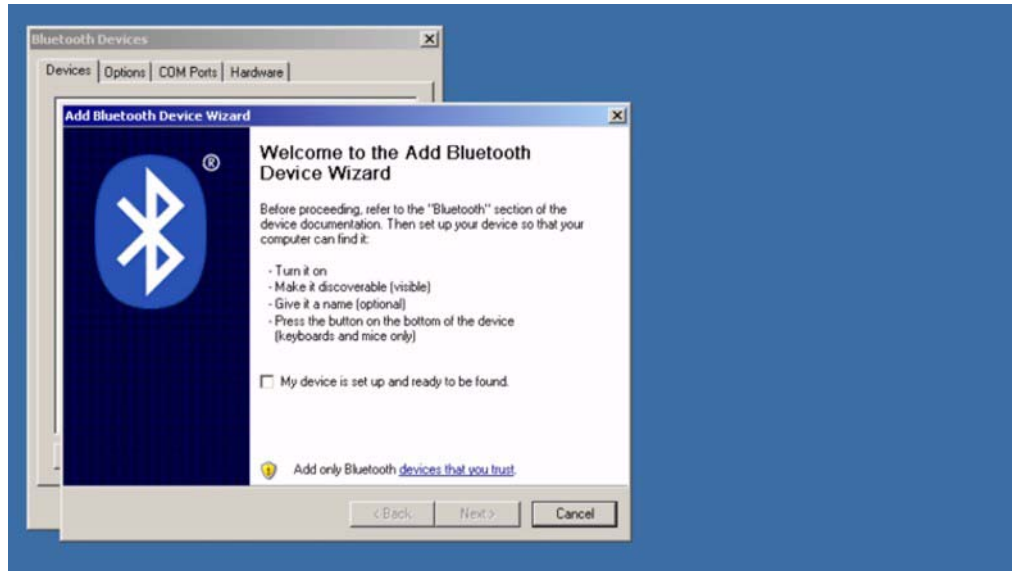 Bluetooth Devices
Devices Options COM Ports Hardware
Add Bluetooth Device Wizard
®
Welcome to the Add Bluetooth
Device Wizard
Before proceeding, refer to the "Bluetooth" section of the
device documentation. Then set up your device so that your
computer can find it:
- Turn it on
- Make it discoverable (visible)
- Give it a name (optional)
- Press the button on the bottom of the device
(keyboards and mice only)
My device is set up and ready to be found.
Add only Bluetooth devices that you trust.
< Back Next > Cancel